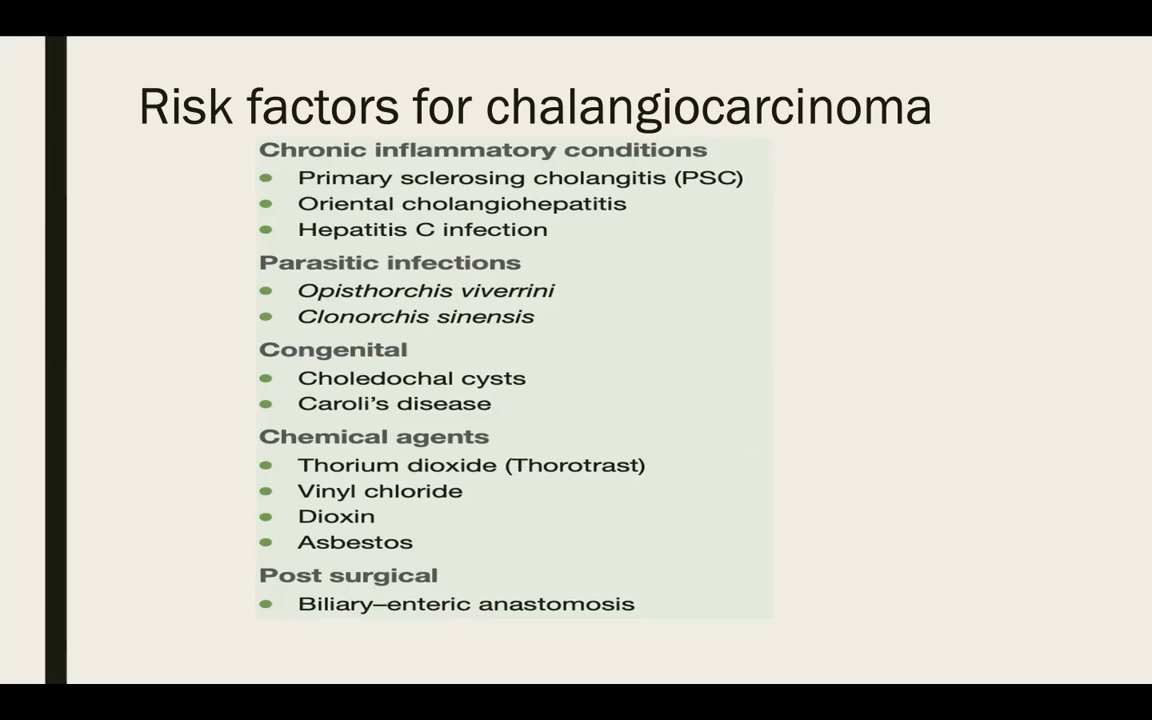 Risk factors for chalangiocarcinoma
Chronic inflammatory conditions
• Primary sclerosing cholangitis (PSC)
• Oriental cholangiohepatitis
• Hepatitis C infection
Parasitic infections
• Opisthorchis viverrini
• Clonorchis sinensis
Congenital
• Choledochal cysts
• Caroli’s disease
Chemical agents
• Thorium dioxide (Thorotrast)
• Vinyl chloride
• Dioxin
• Asbestos
Post surgical
• Biliary–enteric anastomosis